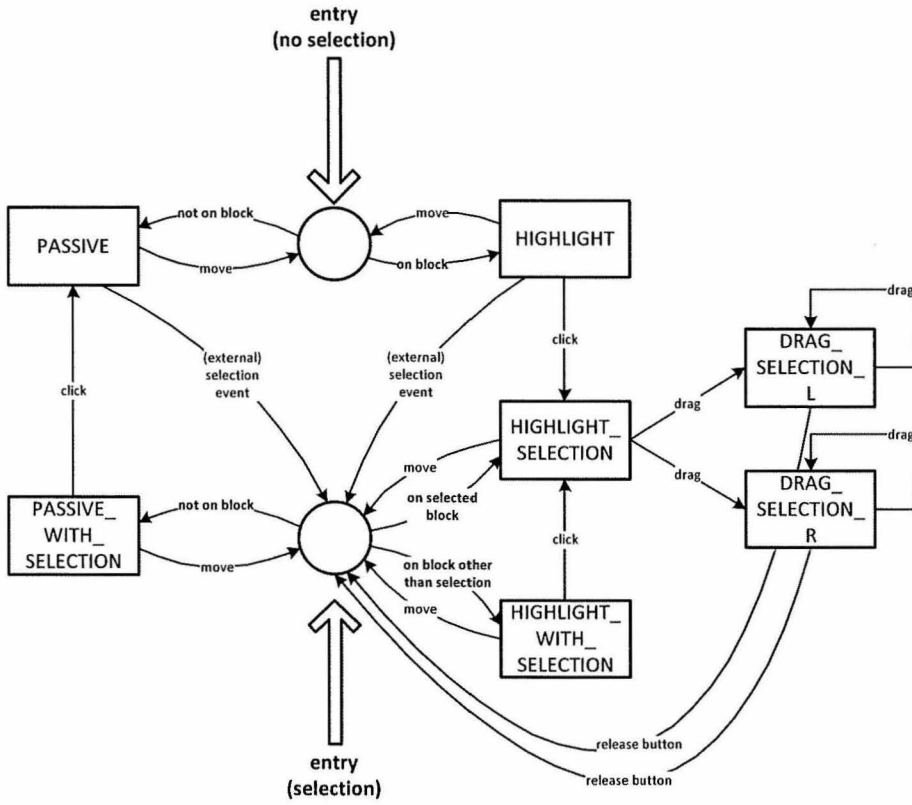 entry
(no selection)
not on block
move
PASSIVE
HIGHLIGHT
move
on block
drag
DRAG_
SELECTION_
L
(external)
selection
event
(external)
selection
event
click
click
HIGHLIGHT_
SELECTION
drag
drag
drag
DRAG_
SELECTION_
R
move
on selected
block
PASSIVE_
WITH_
SELECTION
not on block
move
click
on block other
than selection
move
HIGHLIGHT_
WITH_
SELECTION
release button
release button
entry
(selection)